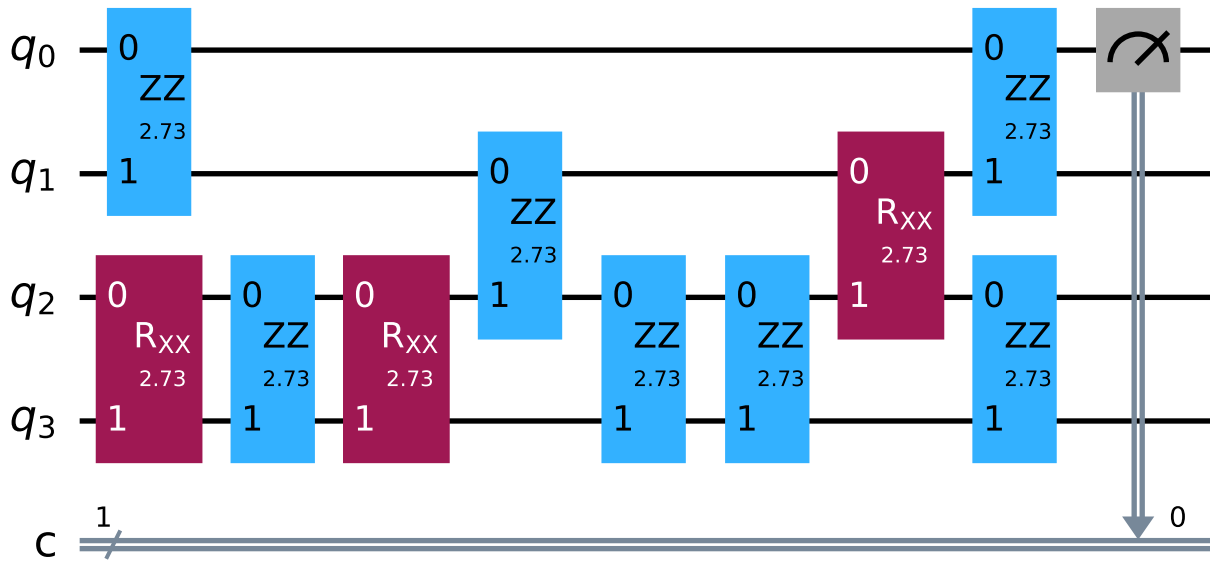 q0 0 0
ZZ ZZ
2.73 2.73
q1 1 0 0 1
ZZ RXX
2.73 2.73
q2 0 0 0 1 0 0 1 0
RXX ZZ RXX ZZ ZZ ZZ
2.73 2.73 2.73 2.73 2.73 2.73
q3 1 1 1 1 1 1
1 0
c